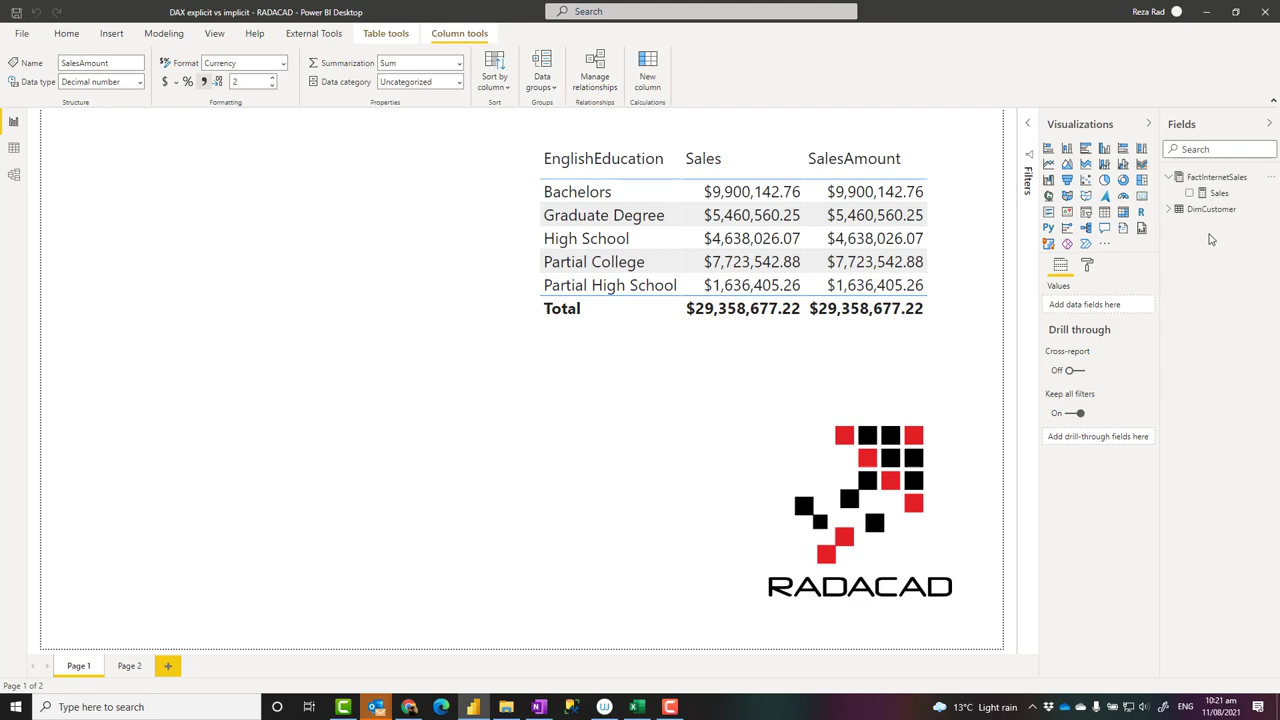 DAX explicit vs implicit - RADACAD - Power BI Desktop
Search
Reza Rad
File Home Insert Modeling View Help External Tools Table tools Column tools
Name SalesAmount
Format Currency
Summarization Sum
Data type Decimal number
$ % 9 2
Data category Uncategorized
Sort by column
Data groups
Manage relationships
New column
Structure Formatting Properties Sort Groups Relationships Calculations
EnglishEducation Sales SalesAmount
Bachelors $9,900,142.76 $9,900,142.76
Graduate Degree $5,460,560.25 $5,460,560.25
High School $4,638,026.07 $4,638,026.07
Partial College $7,723,542.88 $7,723,542.88
Partial High School $1,636,405.26 $1,636,405.26
Total $29,358,677.22 $29,358,677.22
RADACAD
Filters
Visualizations
R
Py
Values
Add data fields here
Drill through
Cross-report
Off
Keep all filters
On
Add drill-through fields here
Fields
Search
FactInternetSales
Sales
DimCustomer
Page 1 Page 2 +
Page 1 of 2
Type here to search
13°C Light rain
ENG
10:21 am
11/08/2021